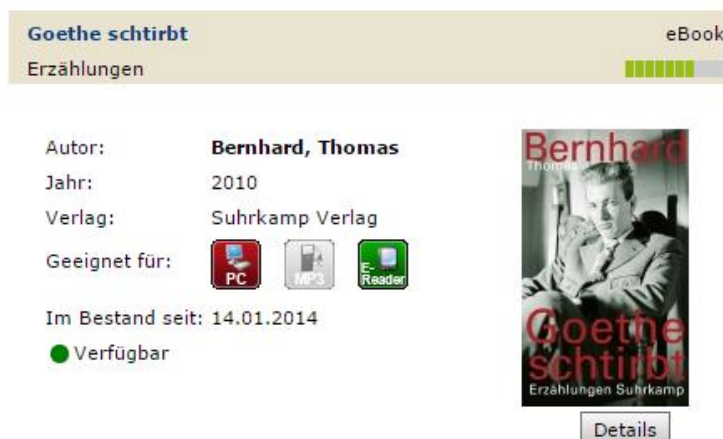 Goethe schtirbt
eBook
Erzählungen
Autor: Bernhard, Thomas
Jahr: 2010
Verlag: Suhrkamp Verlag
Geeignet für: PC MP3 E-Reader
Im Bestand seit: 14.01.2014
Verfügbar
Bernhard
Thomas
Goethe
schtirbt
Erzählungen Suhrkamp
Details